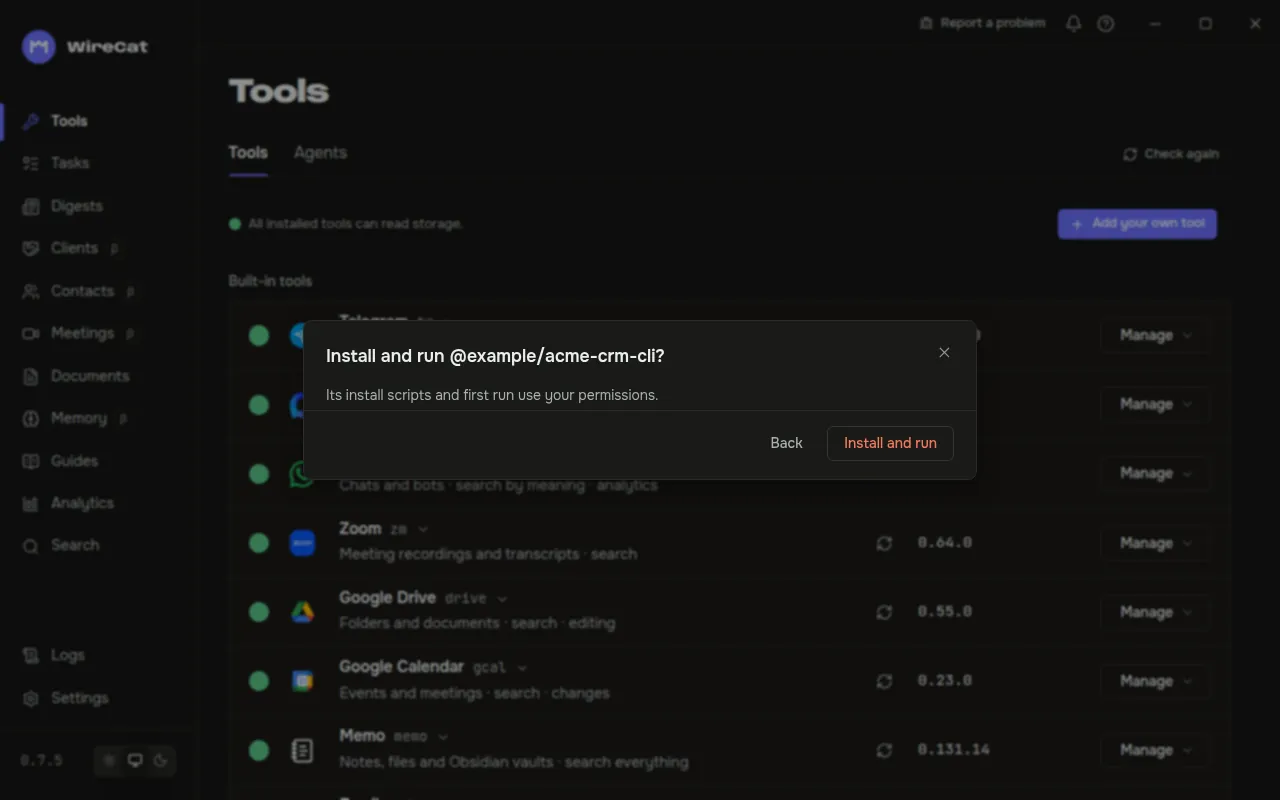 WireCat
Report a problem
Tools
Tools
Tasks
Digests
Clients β
Contacts β
Meetings β
Documents
Memory β
Guides
Analytics
Search
Logs
Settings
0.7.5
Tools Agents
Check again
All installed tools can read storage.
Add your own tool
Built-in tools
Manage
Install and run @example/acme-crm-cli?
Its install scripts and first run use your permissions.
Back
Install and run
Manage
Manage
Chats and bots · search by meaning · analytics
Zoom zm
Meeting recordings and transcripts · search
0.64.0
Manage
Google Drive drive
Folders and documents · search · editing
0.55.0
Manage
Google Calendar gcal
Events and meetings · search · changes
0.23.0
Manage
Memo memo
Notes, files and Obsidian vaults · search everything
0.131.14
Manage